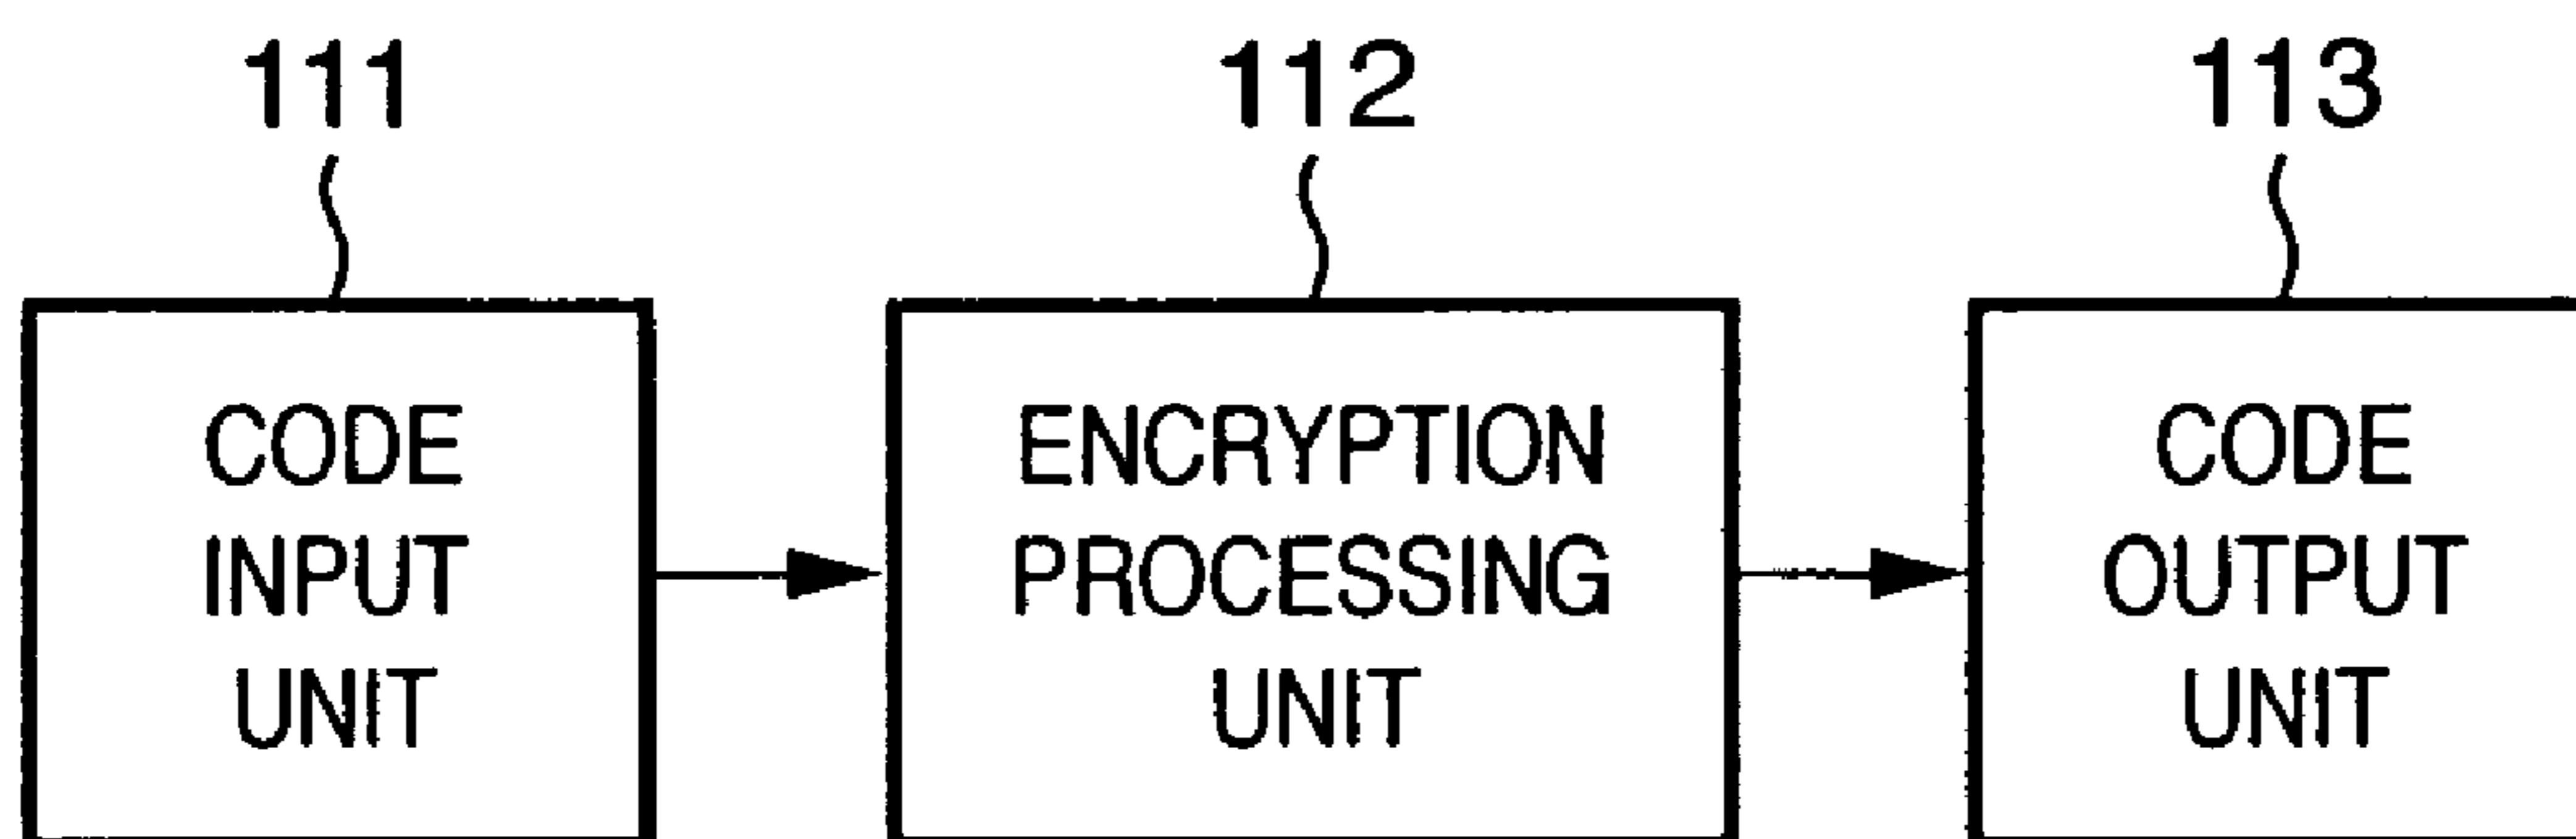 111
112
113
CODE
INPUT
UNIT
ENCRYPTION
PROCESSING
UNIT
CODE
OUTPUT
UNIT